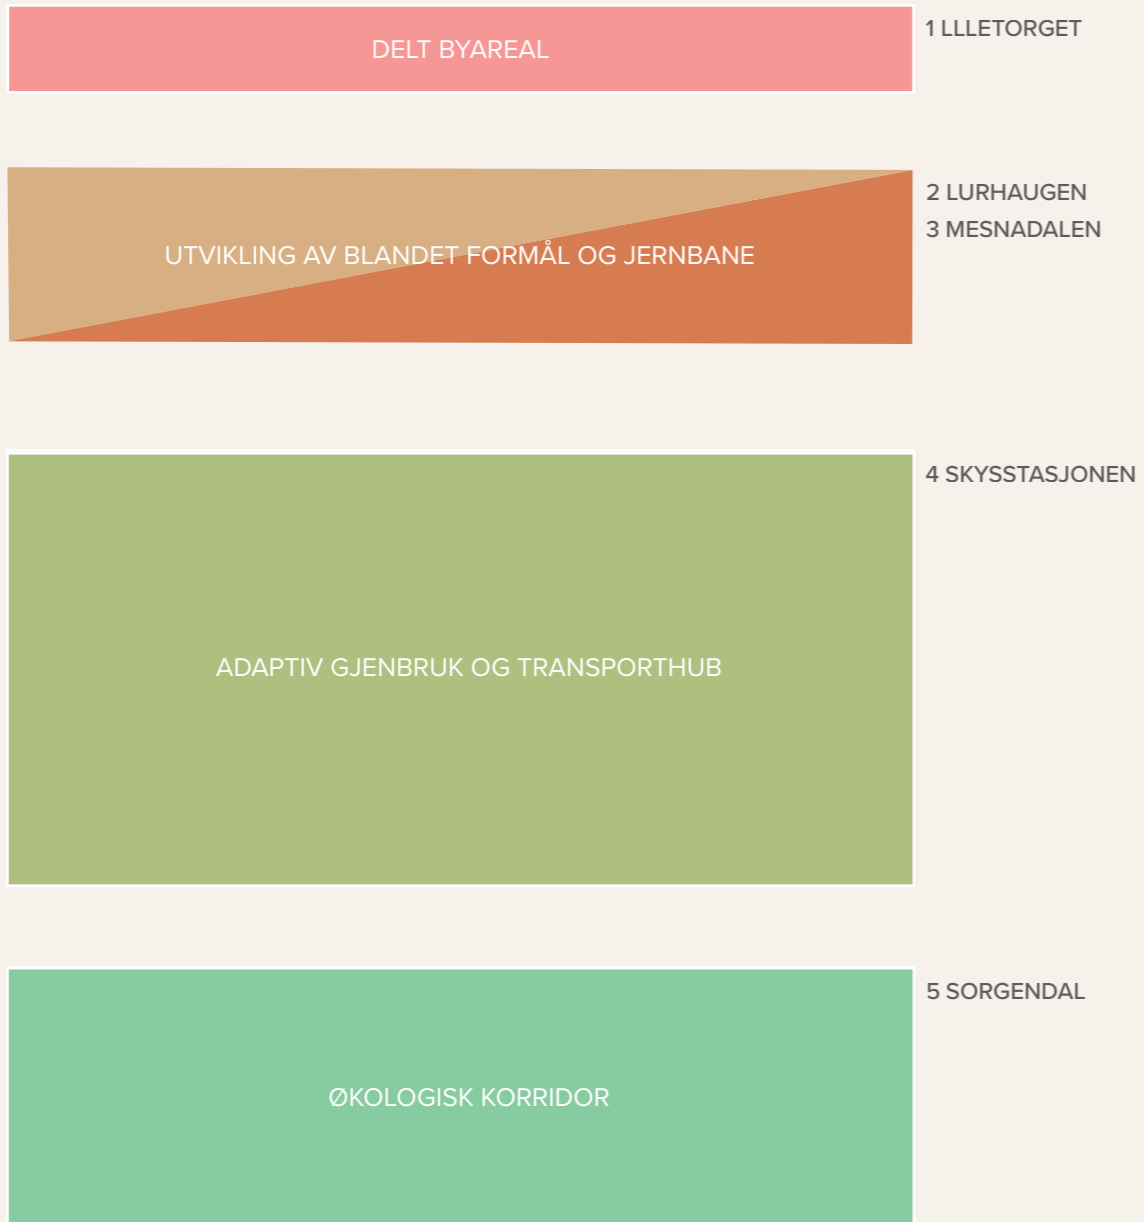 DELT BYAREAL
1 LLLETORGET
UTVIKLING AV BLANDET FORMÅL OG JERNBANE
2 LURHAUGEN
3 MESNADALEN
ADAPTIV GJENBRUK OG TRANSPORTHUB
4 SKYSSTASJONEN
ØKOLOGISK KORRIDOR
5 SORGENDAL